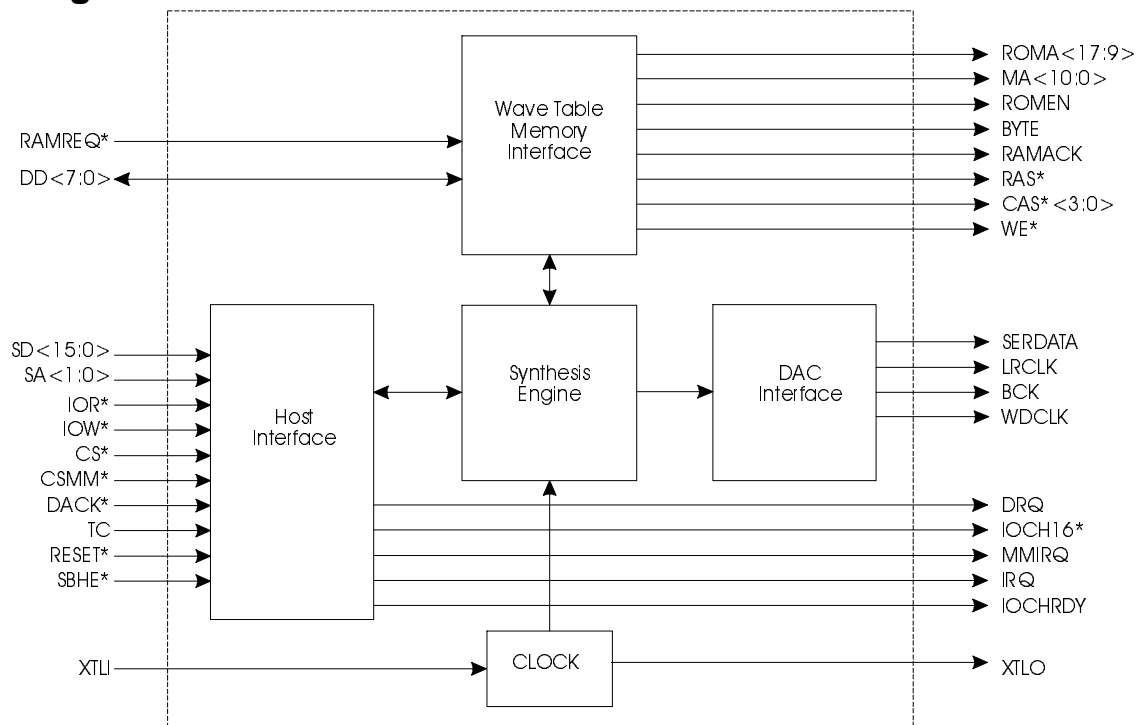 Wave Table
Memory
Interface
RAMREQ*
DD<7:0>
ROMA<17:9>
MA<10:0>
ROMEN
BYTE
RAMACK
RAS*
CAS*<3:0>
WE*
SD<15:0>
SA<1:0>
IOR*
IOW*
CS*
CSMM*
DACK*
TC
RESET*
SBHE*
Host
Interface
Synthesis
Engine
DAC
Interface
SERDATA
LRCLK
BCK
WDCLK
DRQ
IOCH16*
MMIRQ
IRQ
IOCHRDY
XTLI
CLOCK
XTLO